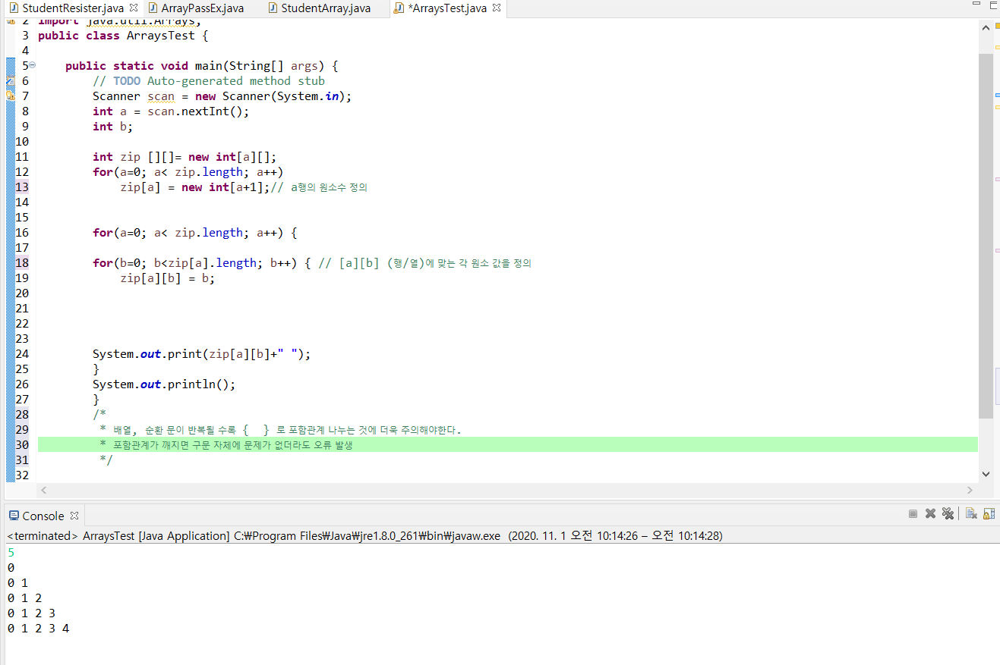 StudentResister.java ArrayPassEx.java StudentArray.java *ArraysTest.java
2 import java.util.Arrays;
3 public class ArraysTest {
4
5 public static void main(String[] args) {
6 // TODO Auto-generated method stub
7 Scanner scan = new Scanner(System.in);
8 int a = scan.nextInt();
9 int b;
10
11 int zip [][]= new int[a][];
12 for(a=0; a< zip.length; a++)
13 zip[a] = new int[a+1];// a행의 원소수 정의
14
15
16 for(a=0; a< zip.length; a++) {
17
18 for(b=0; b<zip[a].length; b++) { // [a][b] (행/열)에 맞는 각 원소 값을 정의
19 zip[a][b] = b;
20
21
22
23
24 System.out.print(zip[a][b]+" ");
25 }
26 System.out.println();
27 }
28 /*
29 * 배열, 순환 문이 반복될 수록 { } 로 포함관계 나누는 것에 더욱 주의해야한다.
30 * 포함관계가 깨지면 구문 자체에 문제가 없더라도 오류 발생
31 */
32
Console
<terminated> ArraysTest [Java Application] C:₩Program Files₩Java₩jre1.8.0_261₩bin₩javaw.exe (2020. 11. 1 오전 10:14:26 – 오전 10:14:28)
5
0
0 1
0 1 2
0 1 2 3
0 1 2 3 4